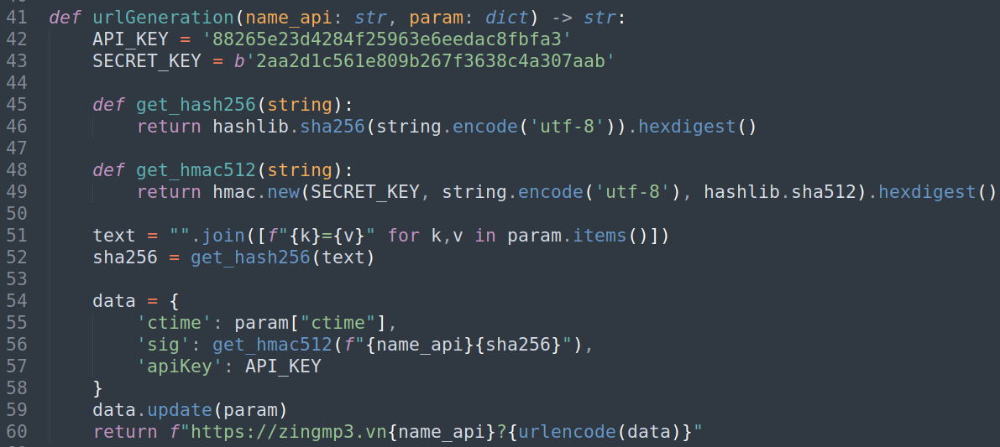 41 def urlGeneration(name_api: str, param: dict) -> str:
42     API_KEY = '88265e23d4284f25963e6eedac8fbfa3'
43     SECRET_KEY = b'2aa2d1c561e809b267f3638c4a307aab'
44
45     def get_hash256(string):
46         return hashlib.sha256(string.encode('utf-8')).hexdigest()
47
48     def get_hmac512(string):
49         return hmac.new(SECRET_KEY, string.encode('utf-8'), hashlib.sha512).hexdigest()
50
51     text = "".join([f"{k}={v}" for k,v in param.items()])
52     sha256 = get_hash256(text)
53
54     data = {
55         'ctime': param["ctime"],
56         'sig': get_hmac512(f"{name_api}{sha256}"),
57         'apiKey': API_KEY
58     }
59     data.update(param)
60     return f"https://zingmp3.vn{name_api}?{urlencode(data)}"